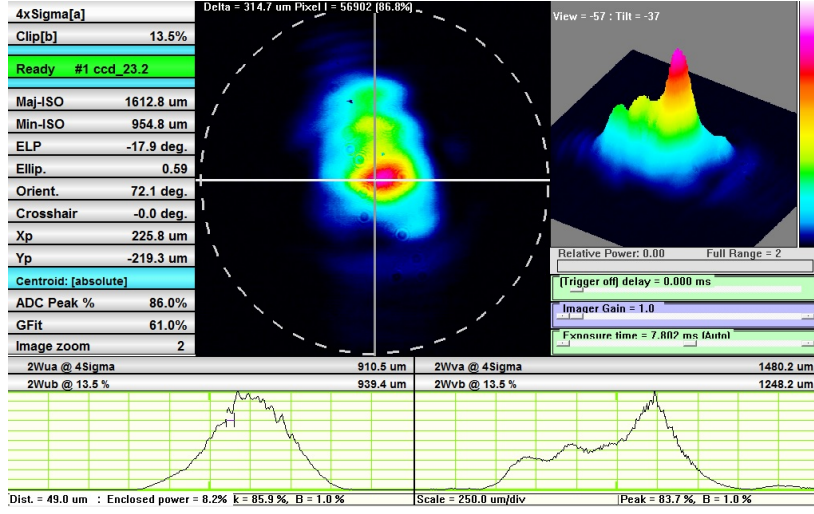 4xSigma[a]
Clip[b] 13.5%
Ready #1 ccd_23.2
Maj-ISO 1612.8 um
Min-ISO 954.8 um
ELP -17.9 deg.
Ellip. 0.59
Orient. 72.1 deg.
Crosshair -0.0 deg.
Xp 225.8 um
Yp -219.3 um
Centroid: [absolute]
ADC Peak % 86.0%
GFit 61.0%
Image zoom 2
Delta = 314.7 um Pixel I = 56902 [86.8%]
View = -57 : Tilt = -37
Relative Power: 0.00 Full Range = 2
(Trigger off) delay = 0.000 ms
Imager Gain = 1.0
Exposure time = 7.802 ms (Auto)
2Wua @ 4Sigma 910.5 um
2Wub @ 13.5 % 939.4 um
2Wva @ 4Sigma 1480.2 um
2Wvb @ 13.5 % 1248.2 um
Dist. = 49.0 um : Enclosed power = 8.2% k = 85.9 %, B = 1.0 %
Scale = 250.0 um/div Peak = 83.7 %, B = 1.0 %